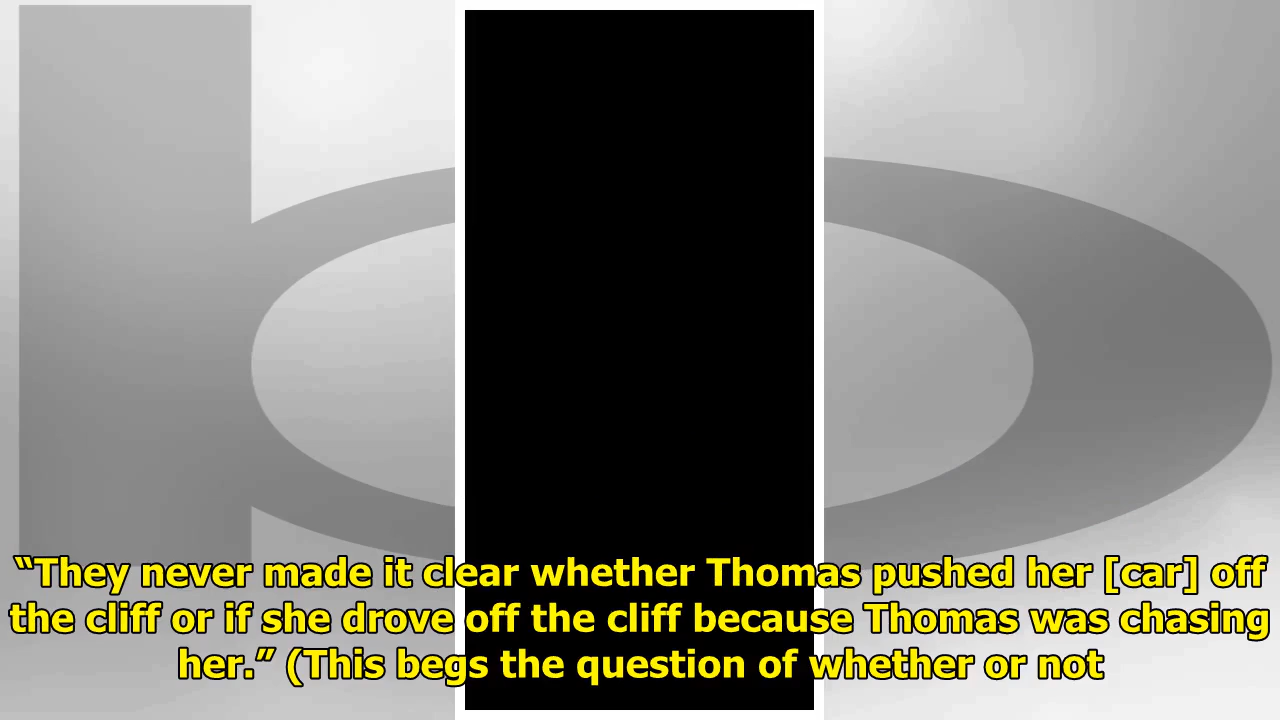 “They never made it clear whether Thomas pushed her [car] off
the cliff or if she drove off the cliff because Thomas was chasing
her.” (This begs the question of whether or not